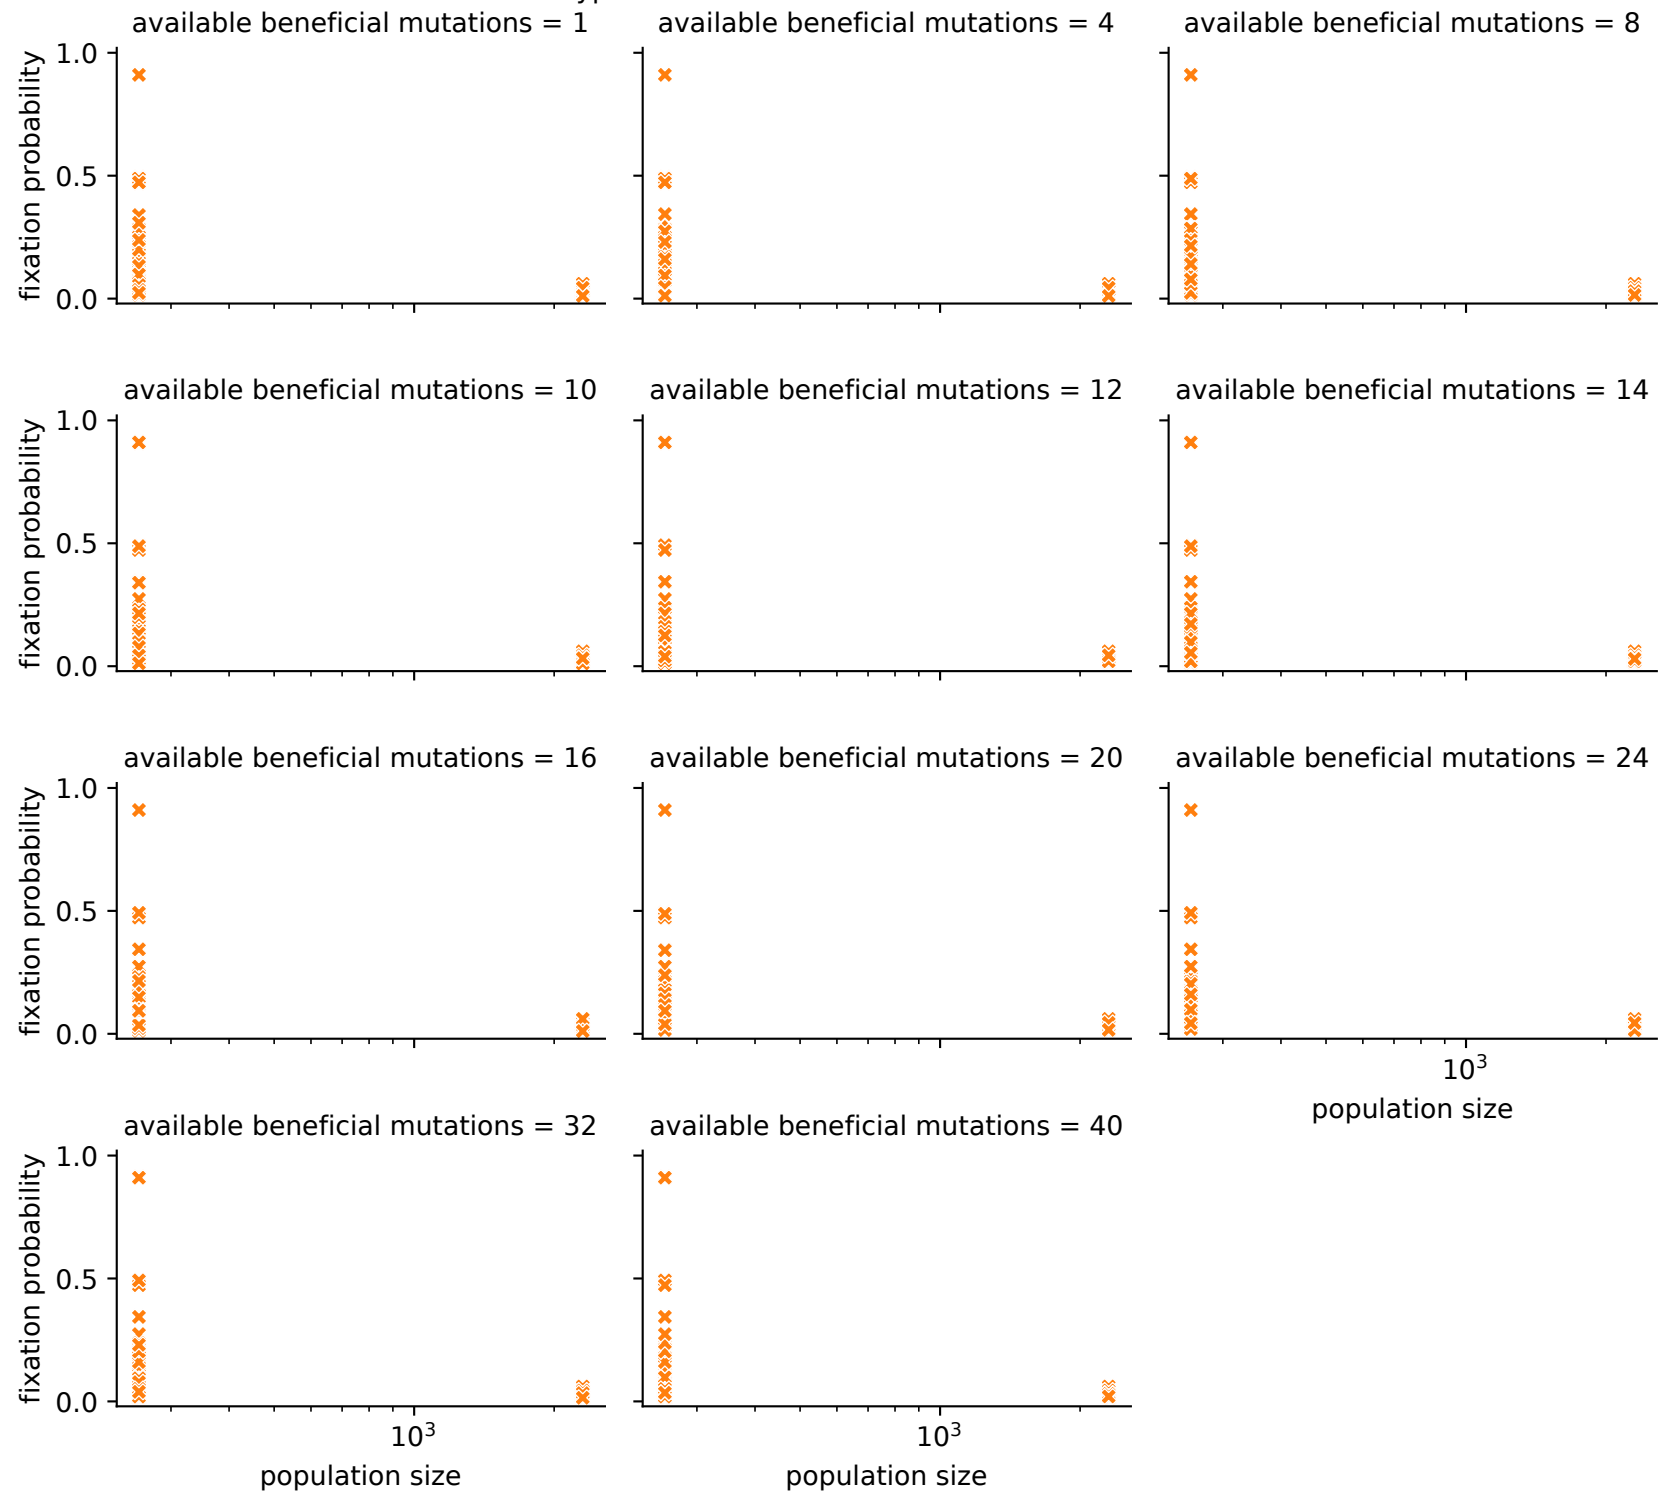 available beneficial mutations = 1
available beneficial mutations = 4
available beneficial mutations = 8
fixation probability
1.0
0.5
0.0
available beneficial mutations = 10
available beneficial mutations = 12
available beneficial mutations = 14
fixation probability
1.0
0.5
0.0
available beneficial mutations = 16
available beneficial mutations = 20
available beneficial mutations = 24
fixation probability
1.0
0.5
0.0
10³
population size
available beneficial mutations = 32
available beneficial mutations = 40
fixation probability
1.0
0.5
0.0
10³
10³
population size
population size